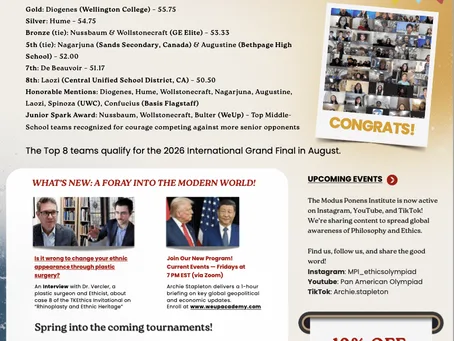 Gold: Diogenes (Wellington College) – 55.75
Silver: Hume – 54.75
Bronze (tie): Nussbaum & Wollstonecraft (GE Elite) – 53.33
5th (tie): Nagarjuna (Sands Secondary, Canada) & Augustine (Bethpage High
School) – 52.00
7th: De Beauvoir – 51.17
8th: Laozi (Central Unified School District, CA) – 50.50
Honorable Mentions: Diogenes, Hume, Wollstonecraft, Nagarjuna, Augustine,
Laozi, Spinoza (UWC), Confucius (Basis Flagstaff)
Junior Spark Award: Nussbaum, Wollstonecraft, Bulter (WeUp) – Top Middle-
School teams recognized for courage competing against more senior opponents
CONGRATS!
The Top 8 teams qualify for the 2026 International Grand Final in August.
WHAT'S NEW: A FORAY INTO THE MODERN WORLD!
Is it wrong to change your ethnic
appearance through plastic
surgery?
An Interview with Dr. Vercler, a
plastic surgeon and Ethicist, about
case 8 of the TKEthics Invitational on
"Rhinoplasty and Ethnic Heritage"
Join Our New Program!
Current Events — Fridays at
7 PM EST (via Zoom)
Archie Stapleton delivers a 1-hour
briefing on key global geopolitical
and economic updates.
Enroll at www.weupacademy.com
Spring into the coming tournaments!
UPCOMING EVENTS
The Modus Ponens Institute is now active
on Instagram, YouTube, and TikTok!
We're sharing content to spread global
awareness of Philosophy and Ethics.
Find us, follow us, and share the good
word!
Instagram: MPI_ethicsolympiad
Youtube: Pan American Olympiad
TikTok: Archie.stapleton